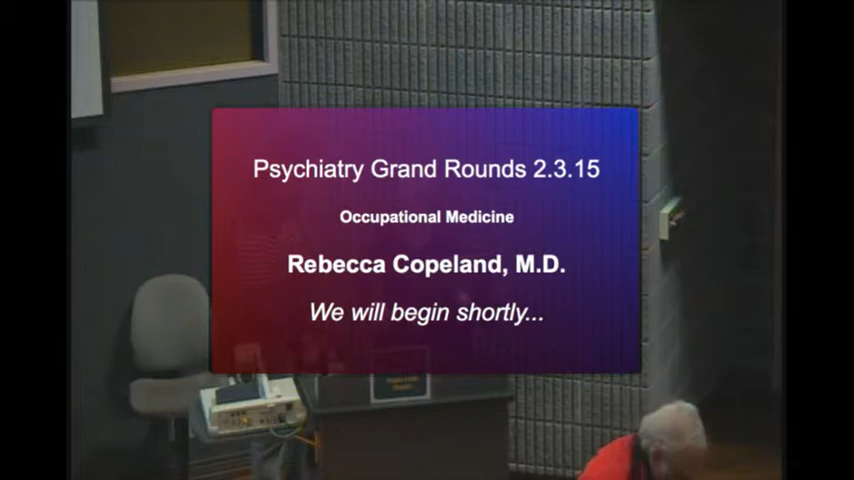 Psychiatry Grand Rounds 2.3.15
Occupational Medicine
Rebecca Copeland, M.D.
We will begin shortly...